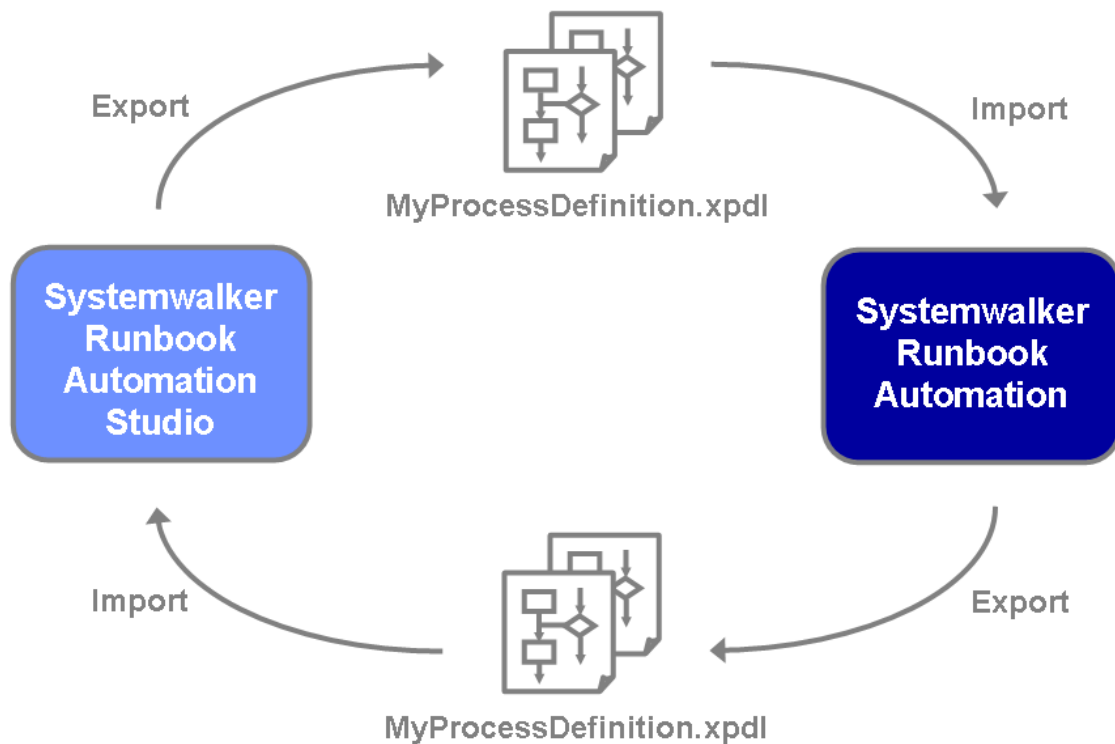 Export
Import
MyProcessDefinition.xpdl
Systemwalker
Runbook
Automation
Studio
Systemwalker
Runbook
Automation
Import
Export
MyProcessDefinition.xpdl